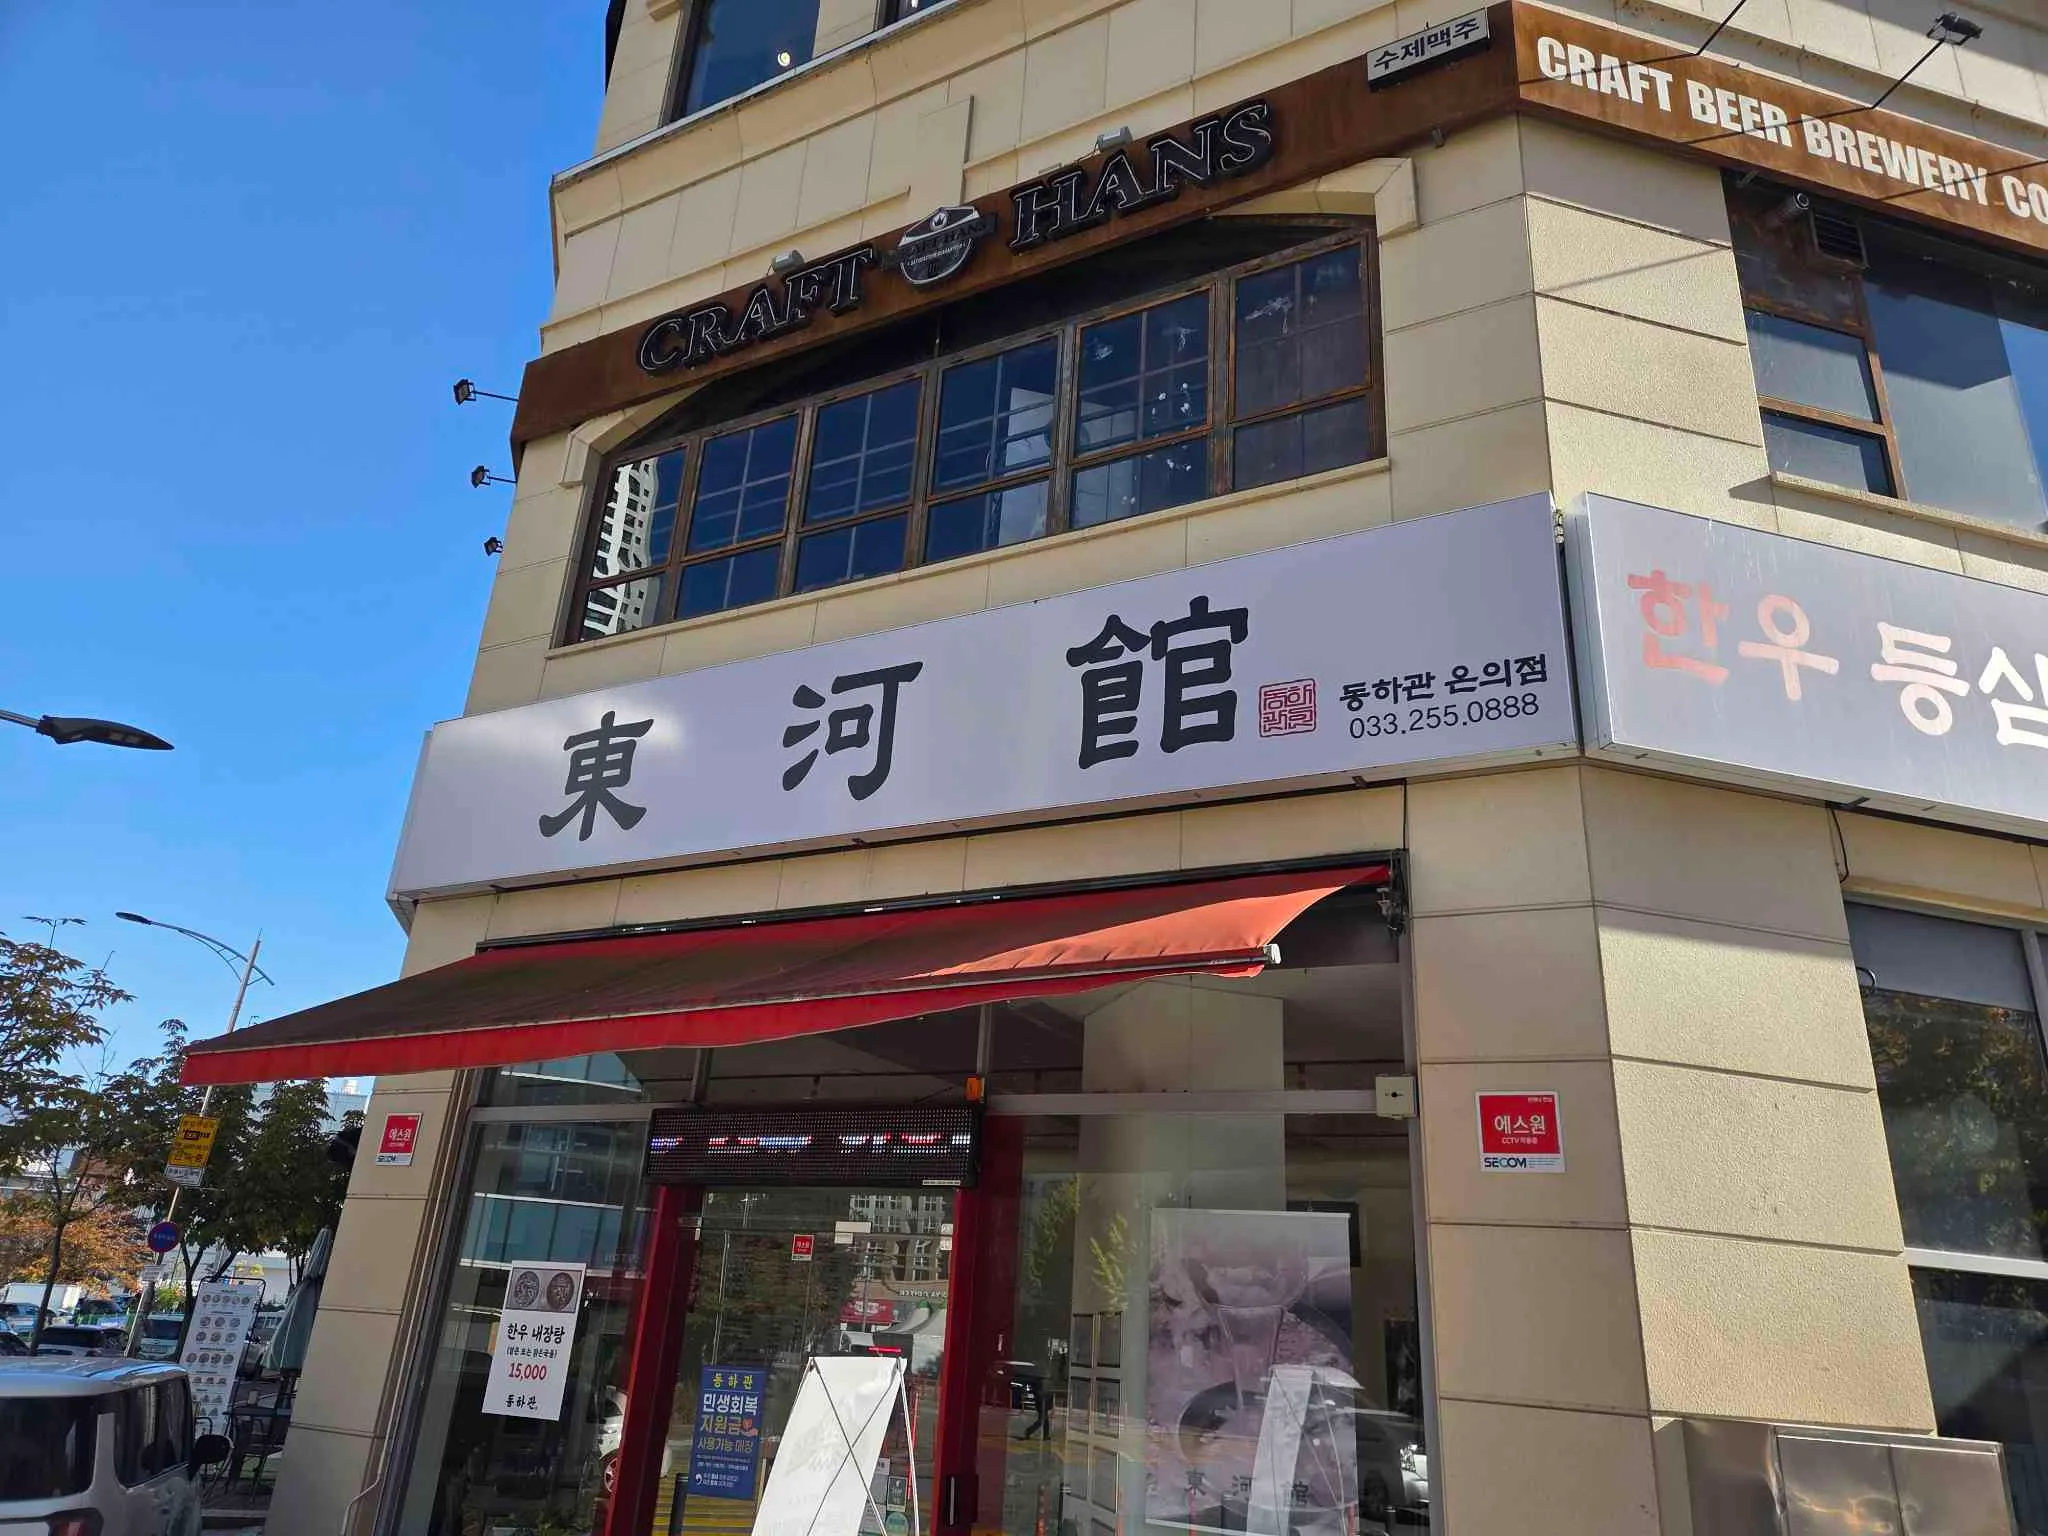 수제맥주
CRAFT BEER BREWERY CO
CRAFT HANS
東河館
동하관
동하관 온의점
033.255.0888
한우 등심
에스원
SECOM
에스원
CCTV 작동중
SECOM
한우 내장탕
15,000
동하관
동하관
민생회복
지원금
사용가능 매장
東河館